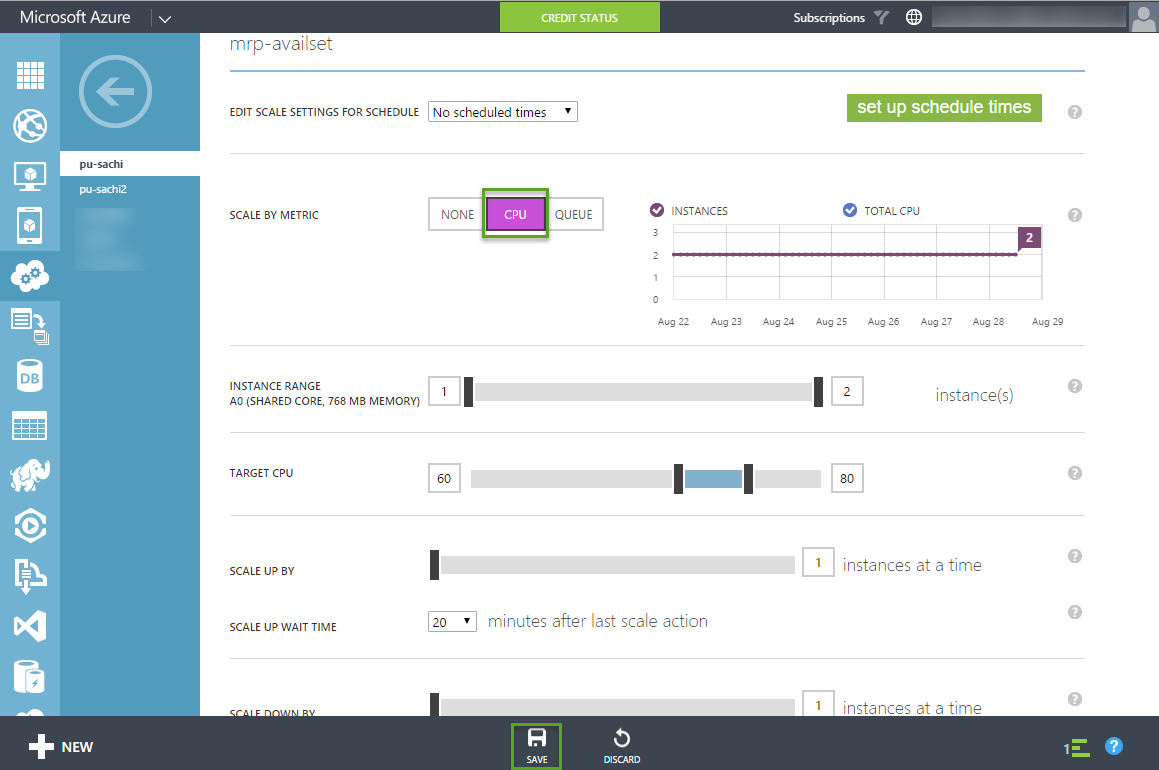 Microsoft Azure
CREDIT STATUS
Subscriptions
pu-sachi
pu-sachi2
mrp-availset
EDIT SCALE SETTINGS FOR SCHEDULE
No scheduled times
set up schedule times
?
SCALE BY METRIC
NONE
CPU
QUEUE
INSTANCES
TOTAL CPU
?
3
2
1
0
2
Aug 22
Aug 23
Aug 24
Aug 25
Aug 26
Aug 27
Aug 28
Aug 29
INSTANCE RANGE
A0 (SHARED CORE, 768 MB MEMORY)
1
2
instance(s)
?
TARGET CPU
60
80
?
SCALE UP BY
1
instances at a time
?
SCALE UP WAIT TIME
20
minutes after last scale action
?
SCALE DOWN BY
1
instances at a time
?
DB
NEW
SAVE
DISCARD
1
?